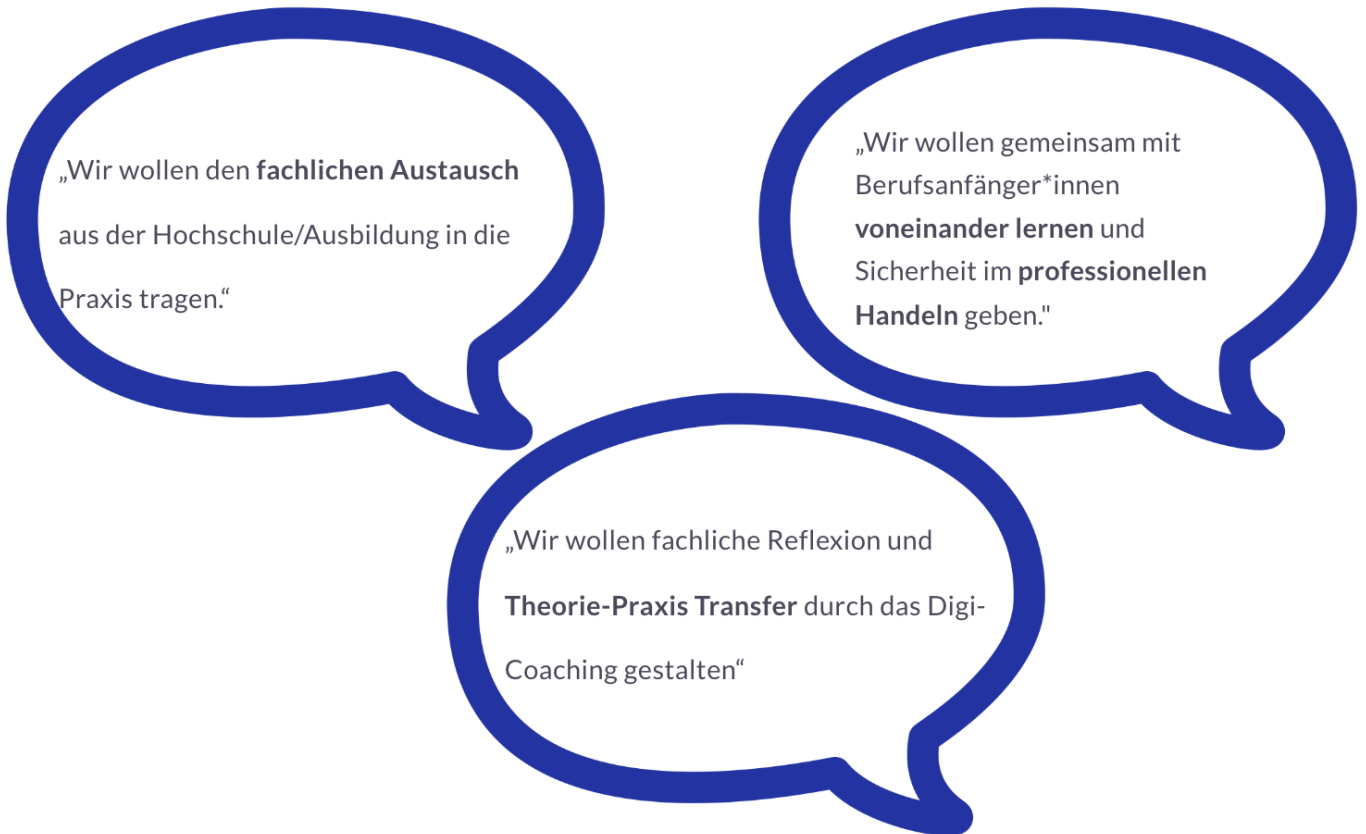 „Wir wollen den fachlichen Austausch
aus der Hochschule/Ausbildung in die
Praxis tragen.“
„Wir wollen gemeinsam mit
Berufsanfänger*innen
voneinander lernen und
Sicherheit im professionellen
Handeln geben."
„Wir wollen fachliche Reflexion und
Theorie-Praxis Transfer durch das Digi-
Coaching gestalten“